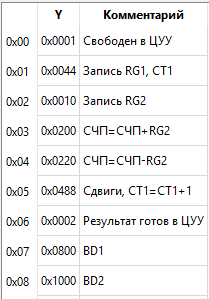 Y Комментарий
0x00 0x0001 Свободен в ЦУУ
0x01 0x0044 Запись RG1, CT1
0x02 0x0010 Запись RG2
0x03 0x0200 СЧП=СЧП+RG2
0x04 0x0220 СЧП=СЧП-RG2
0x05 0x0488 Сдвиги, CT1=CT1+1
0x06 0x0002 Результат готов в ЦУУ
0x07 0x0800 BD1
0x08 0x1000 BD2